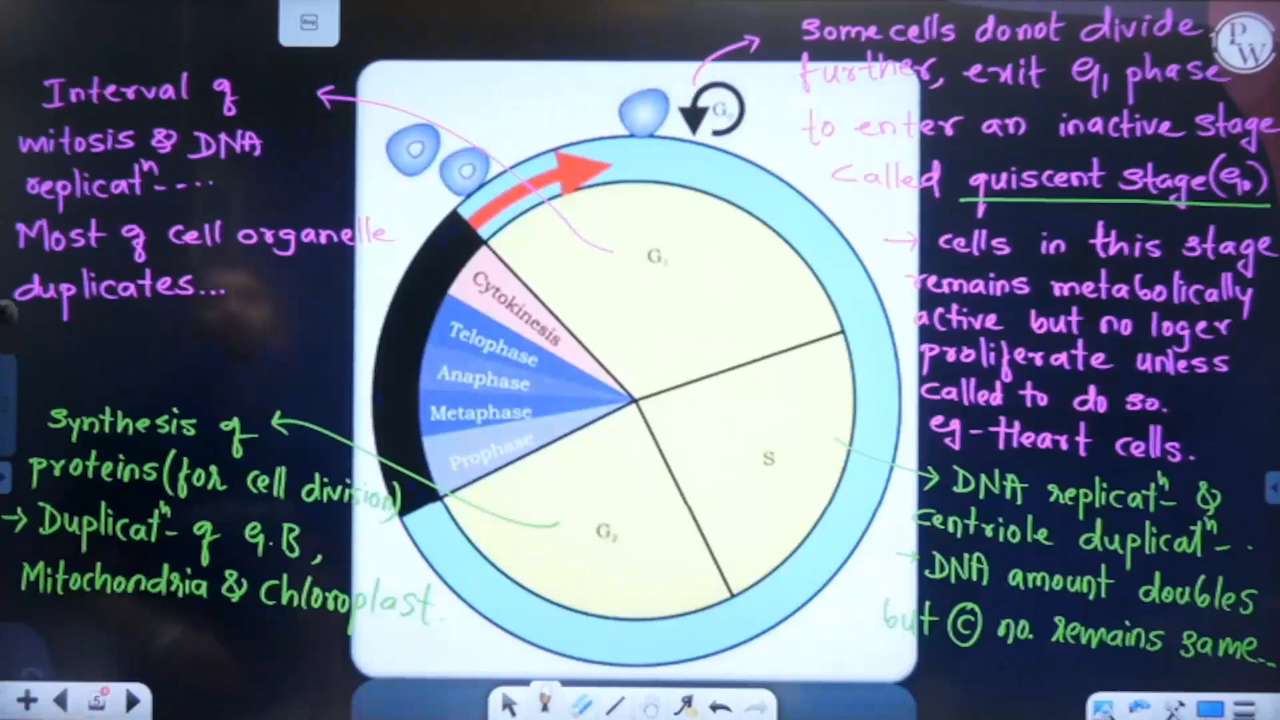 Interval of
mitosis & DNA
replicatⁿ----
Most of cell organelle
duplicates...
Synthesis of
proteins (for cell division)
→ Duplicatⁿ- of G.B,
Mitochondria & Chloroplast.
G₁
S
G₂
Cytokinesis
Telophase
Anaphase
Metaphase
Prophase
Some cells donot divide
further, exit G₁ phase
to enter an inactive stage
Called quiscent stage (G₀)
→ cells in this stage
remains metabolically
active but no loger
proliferate unless
called to do so.
eg - Heart cells.
→ DNA replicatⁿ- &
Centriole duplicatⁿ-..
→ DNA amount doubles
but © no. remains same...
PW
5